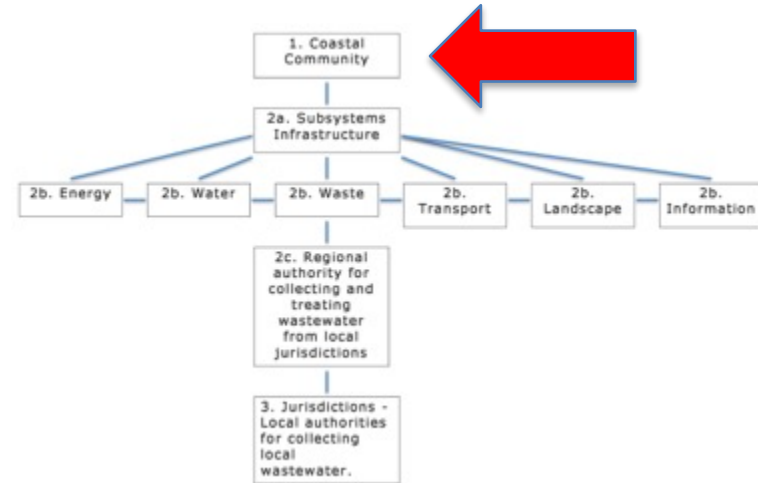 1. Coastal
Community
2a. Subsystems
Infrastructure
2b. Energy
2b. Water
2b. Waste
2b.
Transport
2b.
Landscape
2b.
Information
2c. Regional
authority for
collecting and
treating
wastewater
from local
jurisdictions
3. Jurisdictions -
Local authorities
for collecting
local
wastewater.